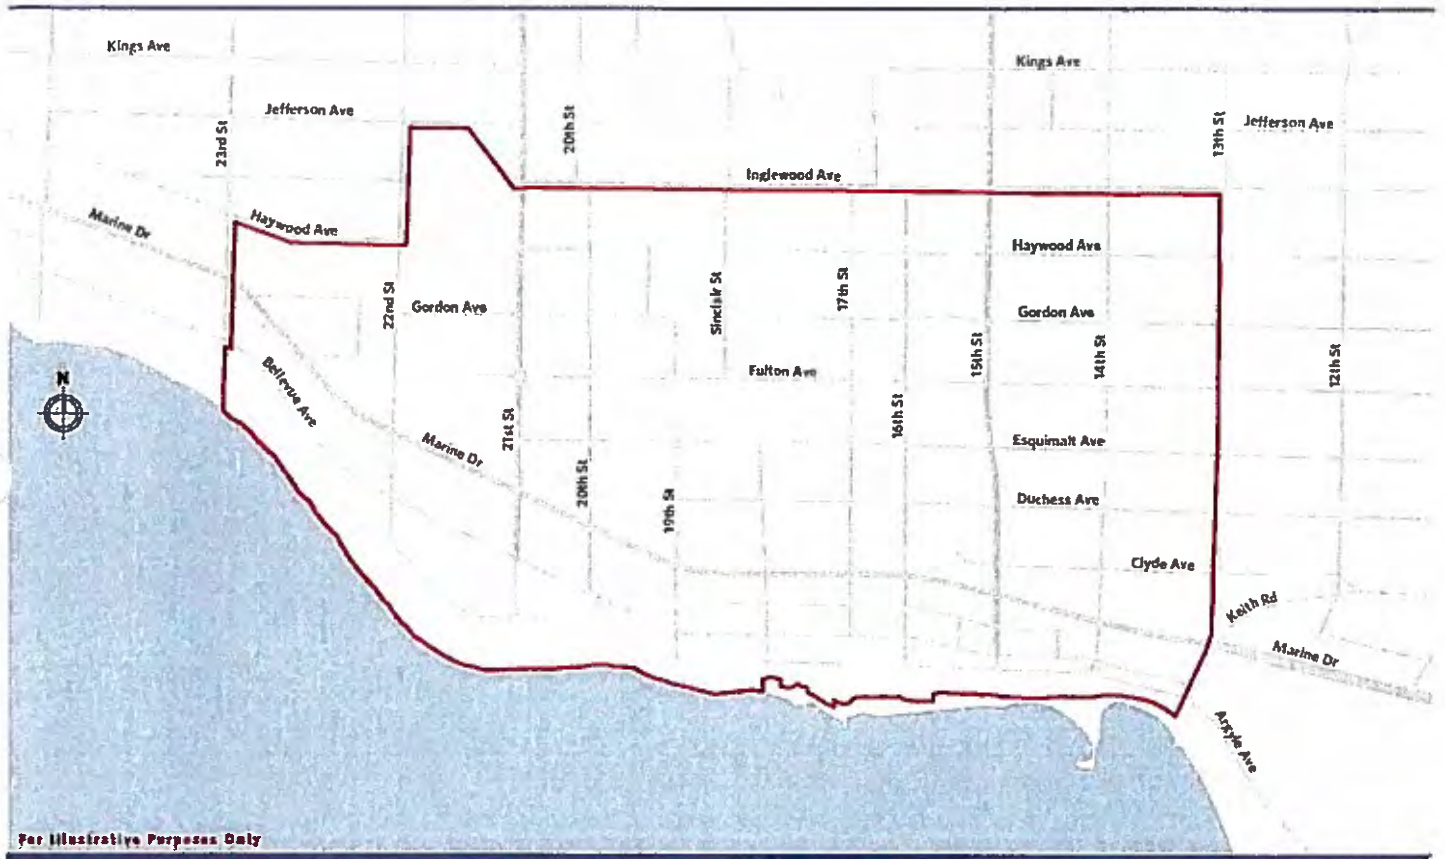 Kings Ave
Kings Ave
Jefferson Ave
23rd St
20th St
13th St
Jefferson Ave
Inglewood Ave
Marine Dr
Haywood Ave
Haywood Ave
22nd St
Gordon Ave
Sinclair St
17th St
Gordon Ave
15th St
14th St
12th St
N
Bellevue Ave
Fulton Ave
16th St
21st St
Marine Dr
Esquimalt Ave
20th St
19th St
Duchess Ave
Clyde Ave
Keith Rd
Marine Dr
Argyle Ave
For Illustrative Purposes Only